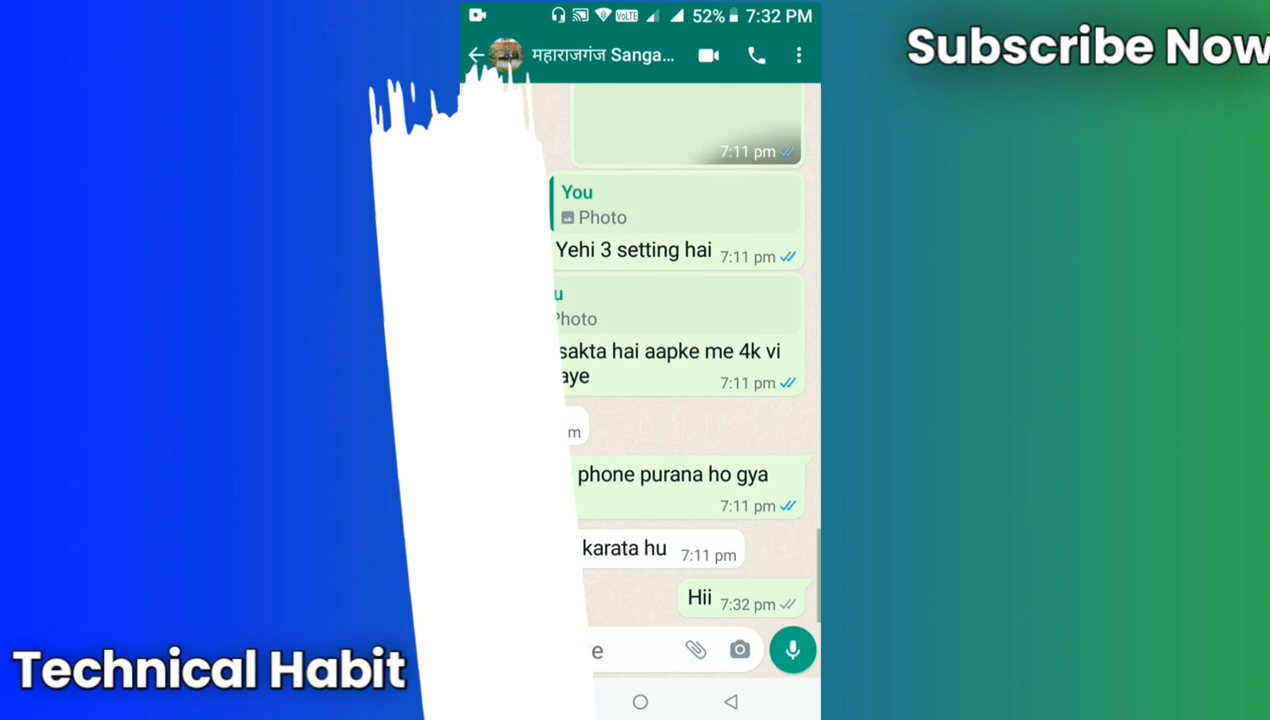 52% 7:32 PM
Subscribe Now
महाराजगंज Sanga...
7:11 pm
You
Photo
Yehi 3 setting hai 7:11 pm
u
Photo
sakta hai aapke me 4k vi
aye 7:11 pm
m
phone purana ho gya
7:11 pm
karata hu 7:11 pm
Hii 7:32 pm
e
Technical Habit